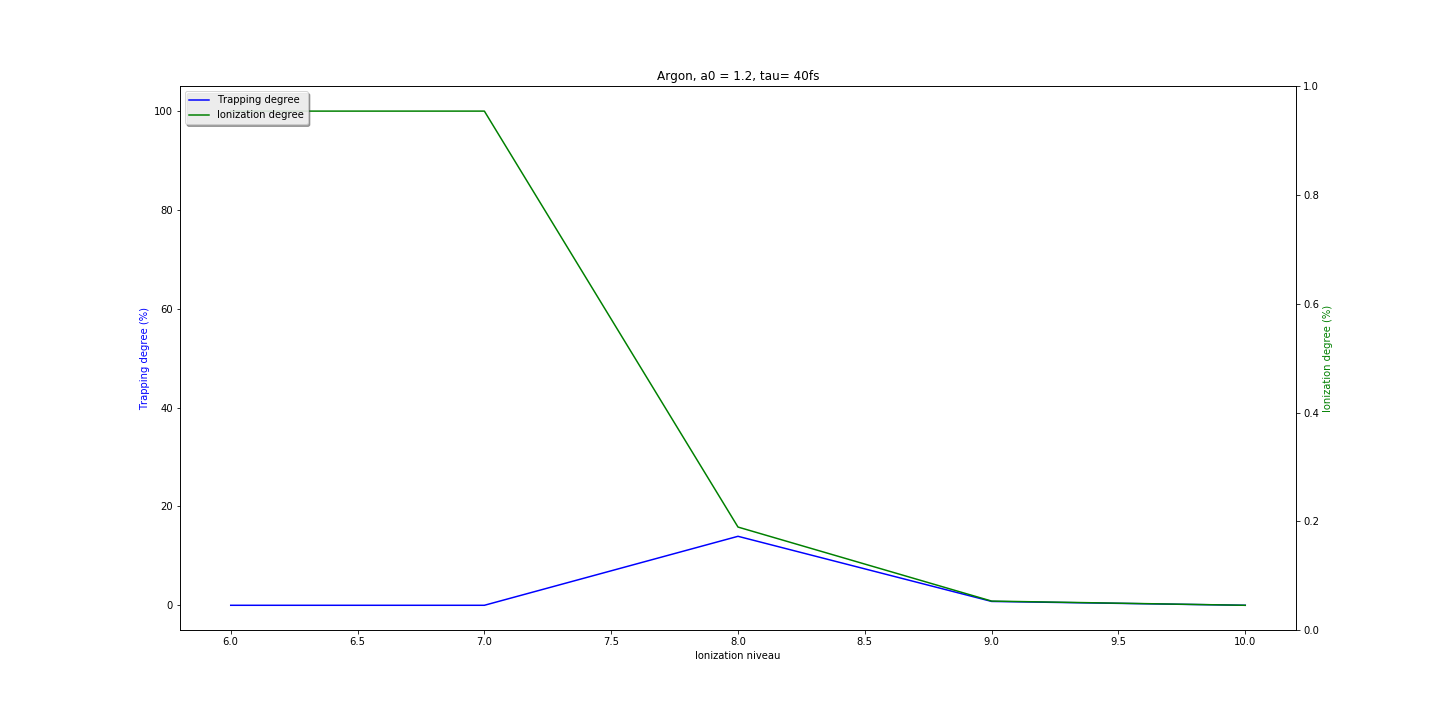 Argon, a0 = 1.2, tau= 40fs
Trapping degree
Ionization degree
100
80
60
40
20
0
Trapping degree (%)
1.0
0.8
0.6
0.4
0.2
0.0
Ionization degree (%)
6.0 6.5 7.0 7.5 8.0 8.5 9.0 9.5 10.0
Ionization niveau